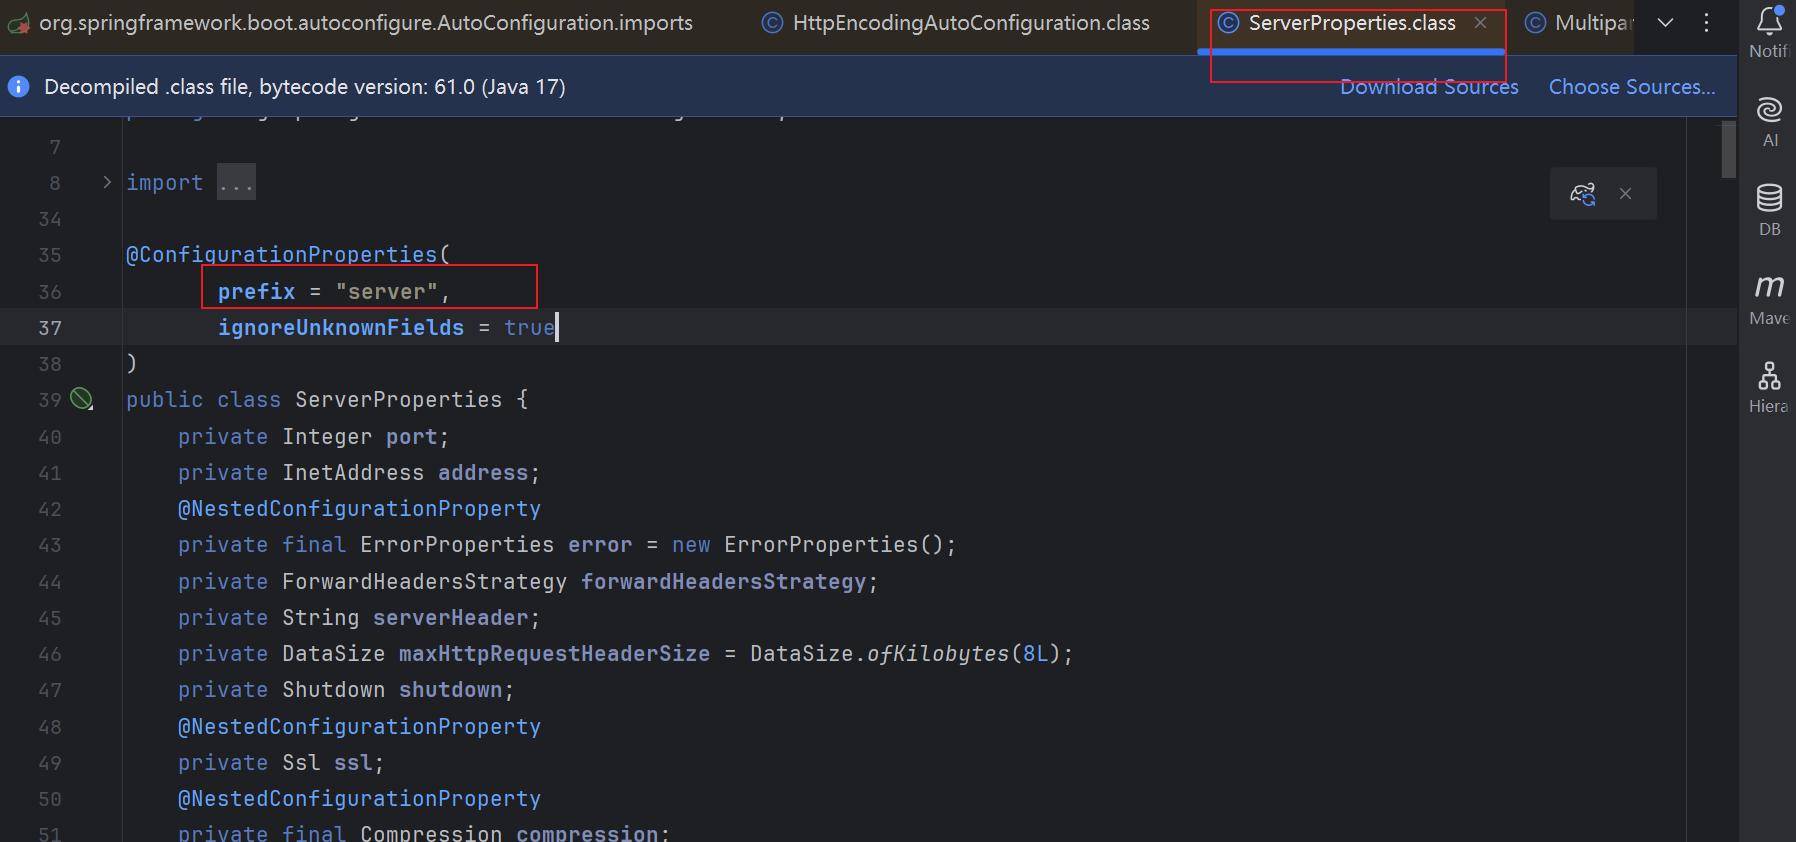 org.springframework.boot.autoconfigure.AutoConfiguration.imports
HttpEncodingAutoConfiguration.class
ServerProperties.class
Notifi
Decompiled .class file, bytecode version: 61.0 (Java 17)
Download Sources
Choose Sources...
7
8 import ...
34
35 @ConfigurationProperties(
36 prefix = "server",
37 ignoreUnknownFields = true
38 )
39 public class ServerProperties {
40 private Integer port;
41 private InetAddress address;
42 @NestedConfigurationProperty
43 private final ErrorProperties error = new ErrorProperties();
44 private ForwardHeadersStrategy forwardHeadersStrategy;
45 private String serverHeader;
46 private DataSize maxHttpRequestHeaderSize = DataSize.ofKilobytes(8L);
47 private Shutdown shutdown;
48 @NestedConfigurationProperty
49 private Ssl ssl;
50 @NestedConfigurationProperty
51 private final Compression compression;
AI
DB
m
Mave
Hiera